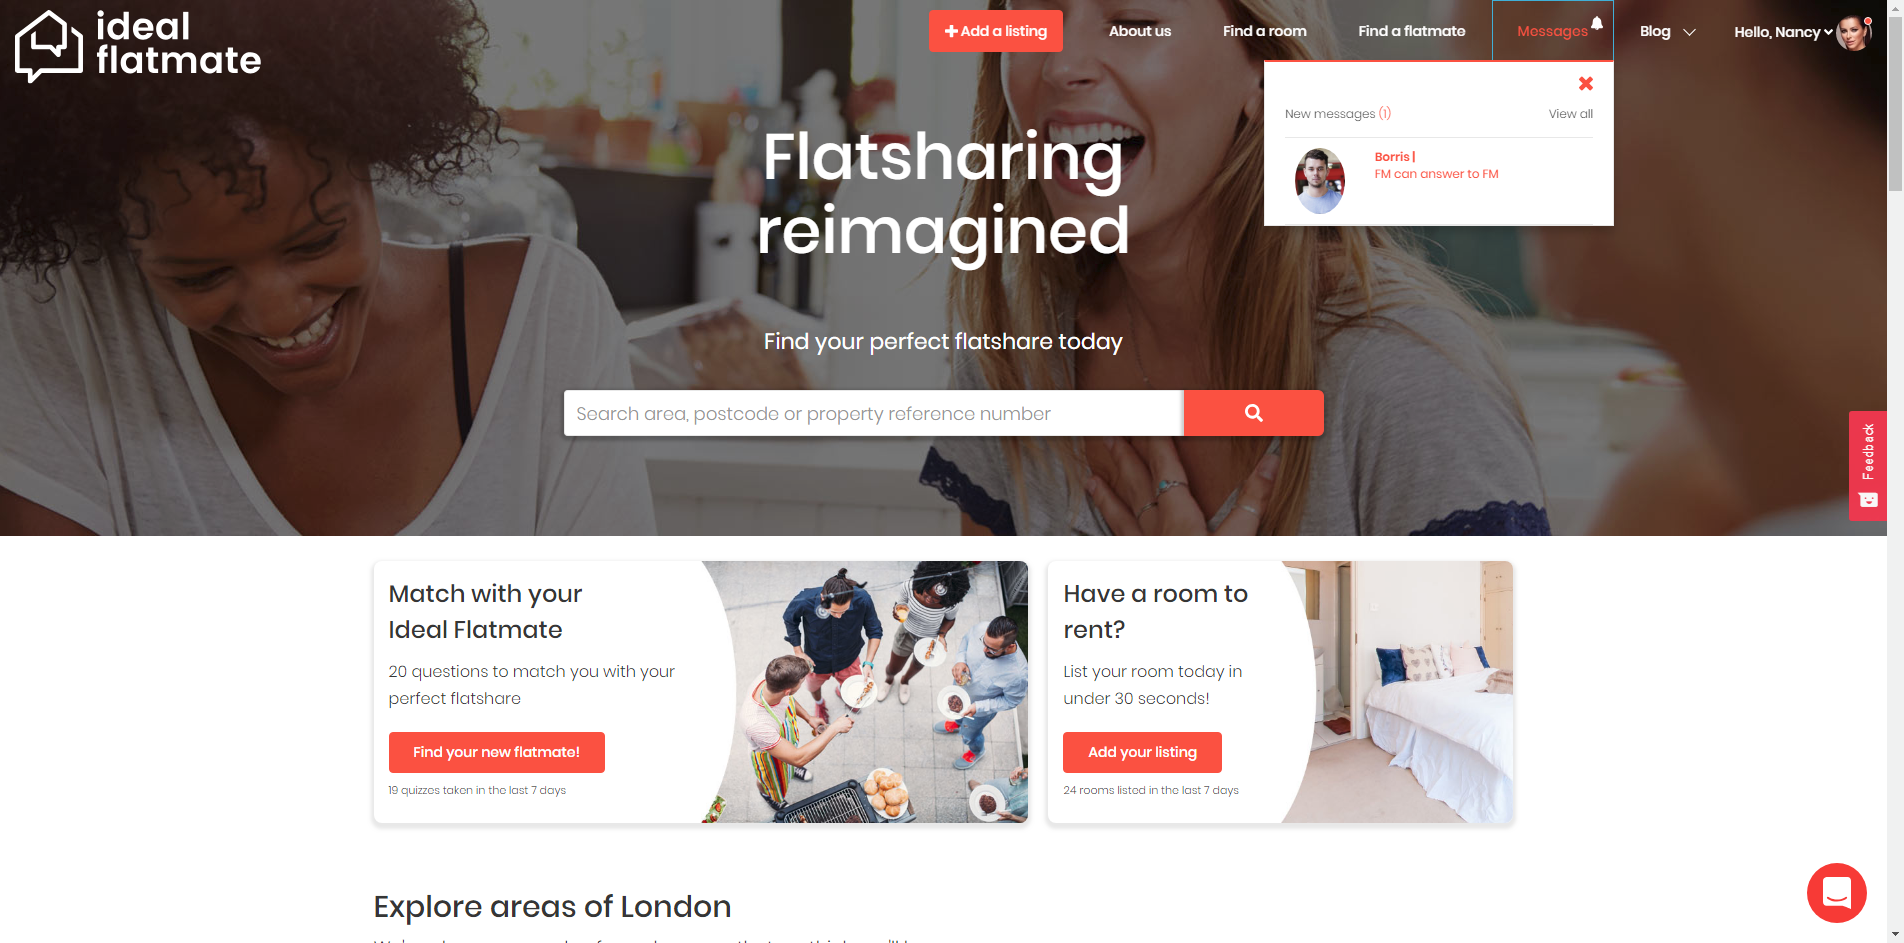 ideal
flatmate
Add a listing
About us
Find a room
Find a flatmate
Messages
Blog
Hello, Nancy
New messages (1)
View all
Borris |
FM can answer to FM
Flatsharing
reimagined
Find your perfect flatshare today
Search area, postcode or property reference number
Feedback
Match with your
Ideal Flatmate
20 questions to match you with your
perfect flatshare
Find your new flatmate!
19 quizzes taken in the last 7 days
Have a room to
rent?
List your room today in
under 30 seconds!
Add your listing
24 rooms listed in the last 7 days
Explore areas of London